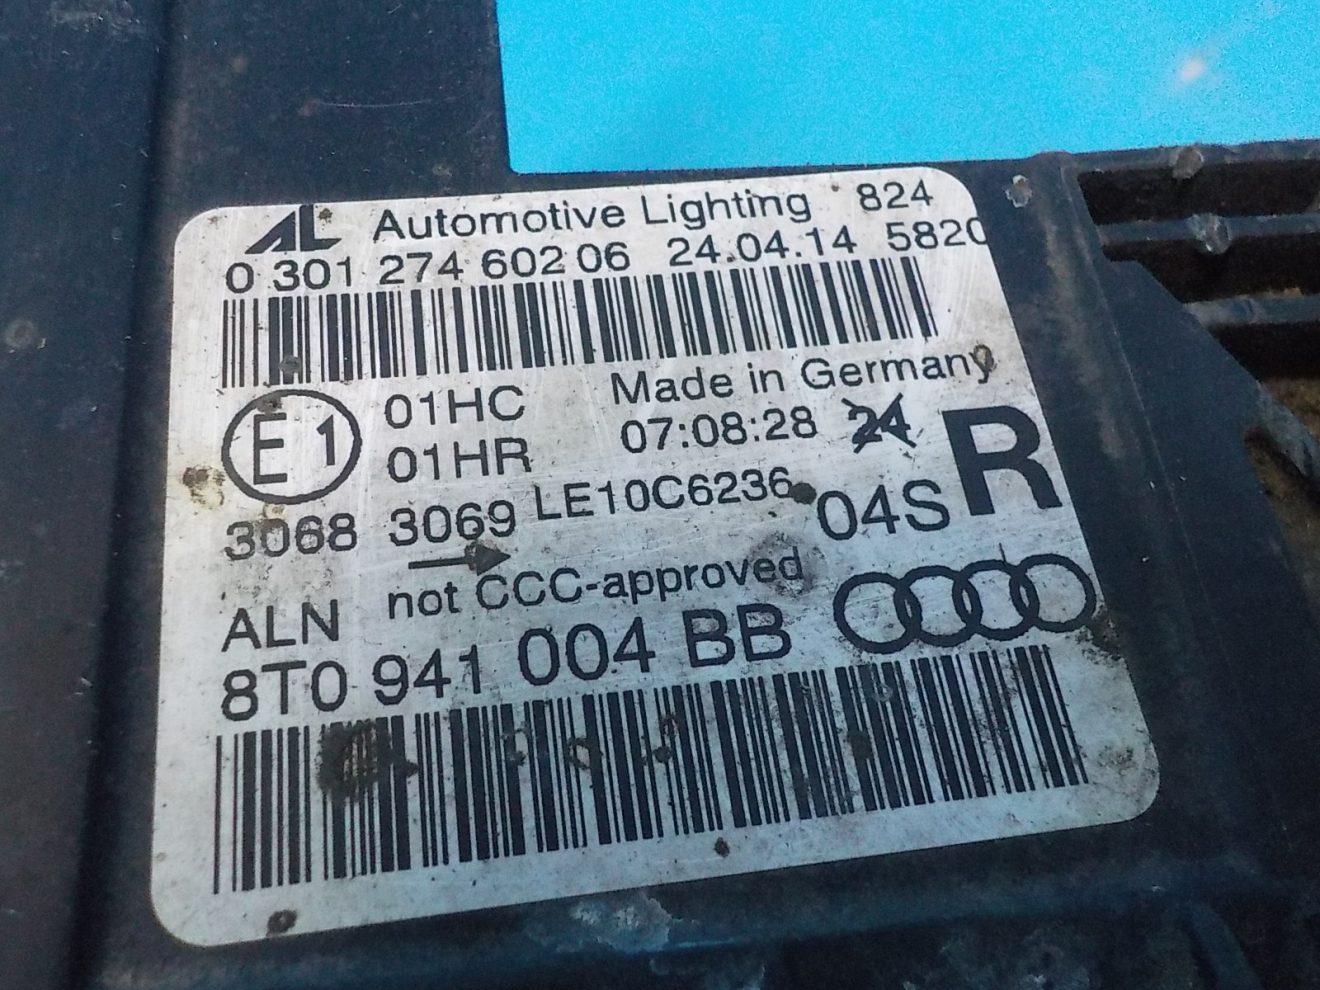 AL Automotive Lighting 824
0 301 274 602 06 24.04.14 5820
E1 01HC Made in Germany
01HR 07:08:28 24 R
3068 3069 LE10C6236 04S
ALN not CCC-approved
8T0 941 004 BB